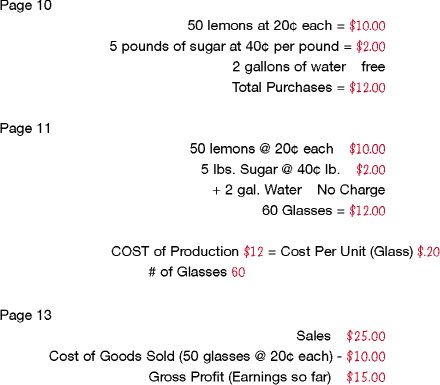 Page 10
50 lemons at 20¢ each = $10.00
5 pounds of sugar at 40¢ per pound = $2.00
2 gallons of water free
Total Purchases = $12.00
Page 11
50 lemons @ 20¢ each $10.00
5 lbs. Sugar @ 40¢ lb. $2.00
+ 2 gal. Water No Charge
60 Glasses = $12.00
COST of Production $12 = Cost Per Unit (Glass) $.20
# of Glasses 60
Page 13
Sales $25.00
Cost of Goods Sold (50 glasses @ 20¢ each) - $10.00
Gross Profit (Earnings so far) $15.00